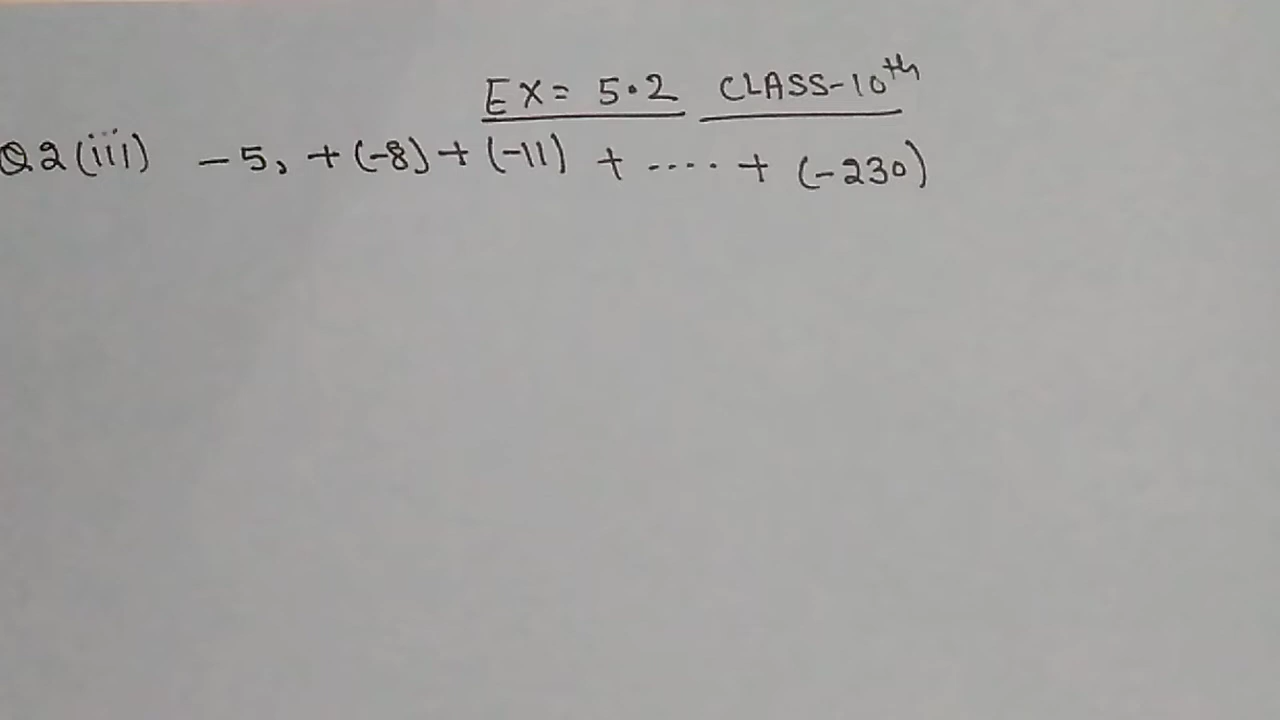 EX= 5.2 CLASS-10th
Q2(iii) -5, +(-8)+(-11) + .... + (-230)